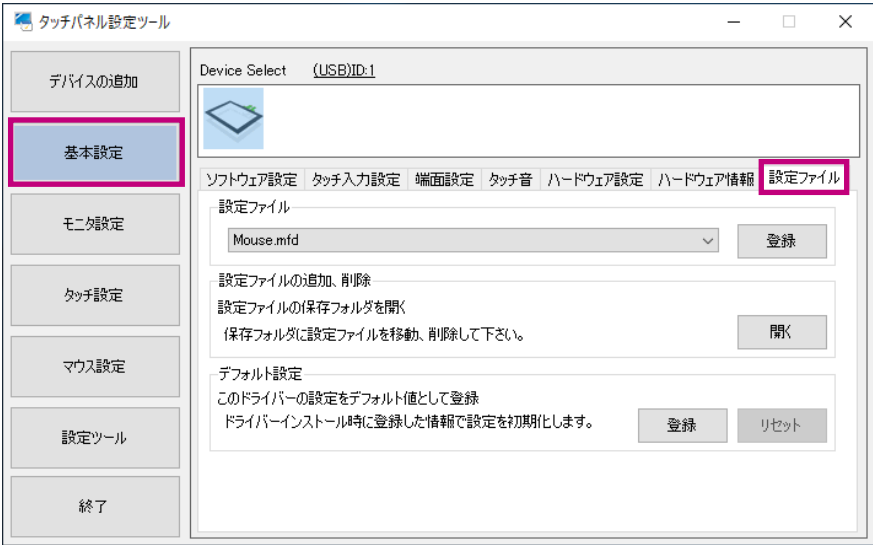 タッチパネル設定ツール
デバイスの追加
基本設定
モニタ設定
タッチ設定
マウス設定
設定ツール
終了
Device Select (USB)ID:1
ソフトウェア設定 タッチ入力設定 端面設定 タッチ音 ハードウェア設定 ハードウェア情報 設定ファイル
設定ファイル
Mouse.mfd 登録
設定ファイルの追加、削除
設定ファイルの保存フォルダを開く
保存フォルダに設定ファイルを移動、削除して下さい。 開く
デフォルト設定
このドライバーの設定をデフォルト値として登録
ドライバーインストール時に登録した情報で設定を初期化します。 登録 リセット